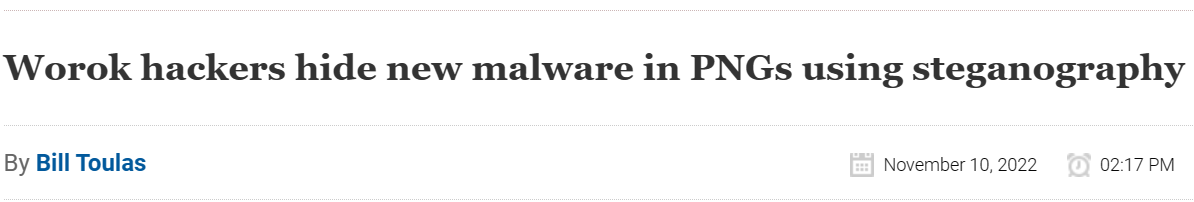 Worok hackers hide new malware in PNGs using steganography
By Bill Toulas November 10, 2022 02:17 PM